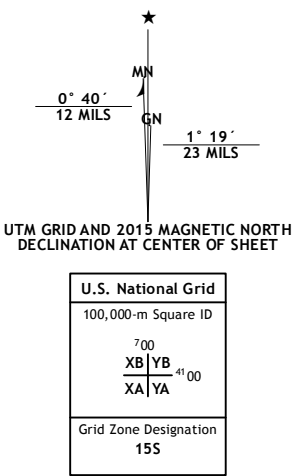 ★
MN
0° 40´
12 MILS
GN
1° 19´
23 MILS
UTM GRID AND 2015 MAGNETIC NORTH
DECLINATION AT CENTER OF SHEET
U.S. National Grid
100,000-m Square ID
⁷00
XB YB
⁴¹00
XA YA
Grid Zone Designation
15S